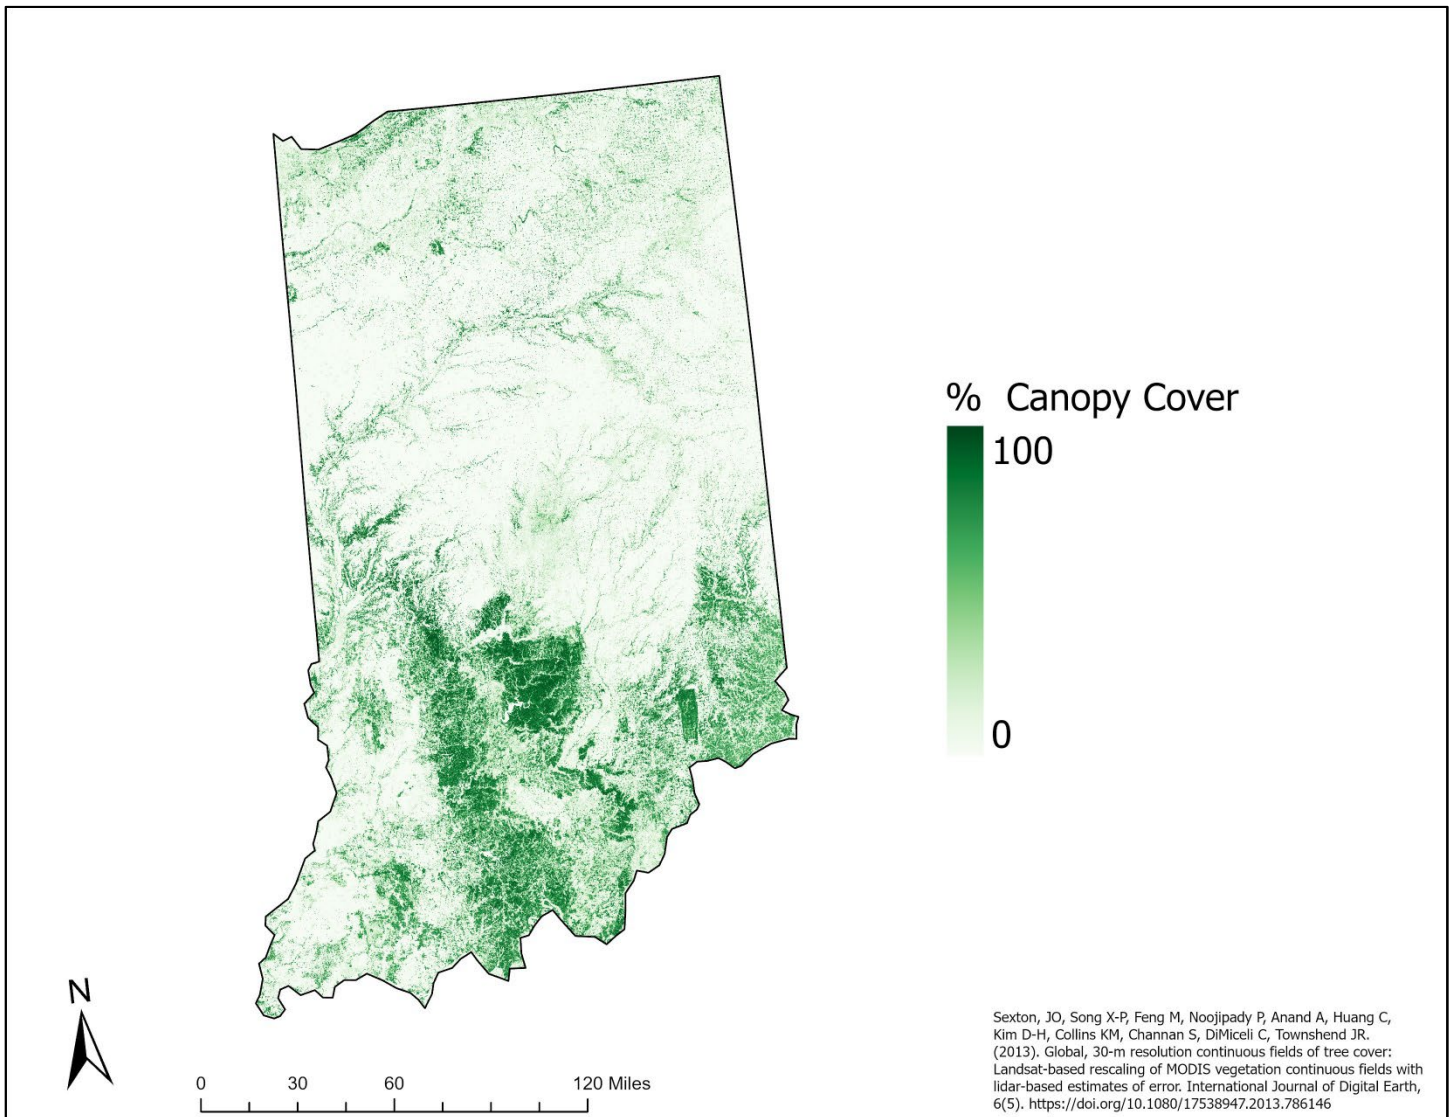 % Canopy Cover
100
0
N
0 30 60 120 Miles
Sexton, JO, Song X-P, Feng M, Noojipady P, Anand A, Huang C,
Kim D-H, Collins KM, Channan S, DiMiceli C, Townshend JR.
(2013). Global, 30-m resolution continuous fields of tree cover:
Landsat-based rescaling of MODIS vegetation continuous fields with
lidar-based estimates of error. International Journal of Digital Earth,
6(5). https://doi.org/10.1080/17538947.2013.786146